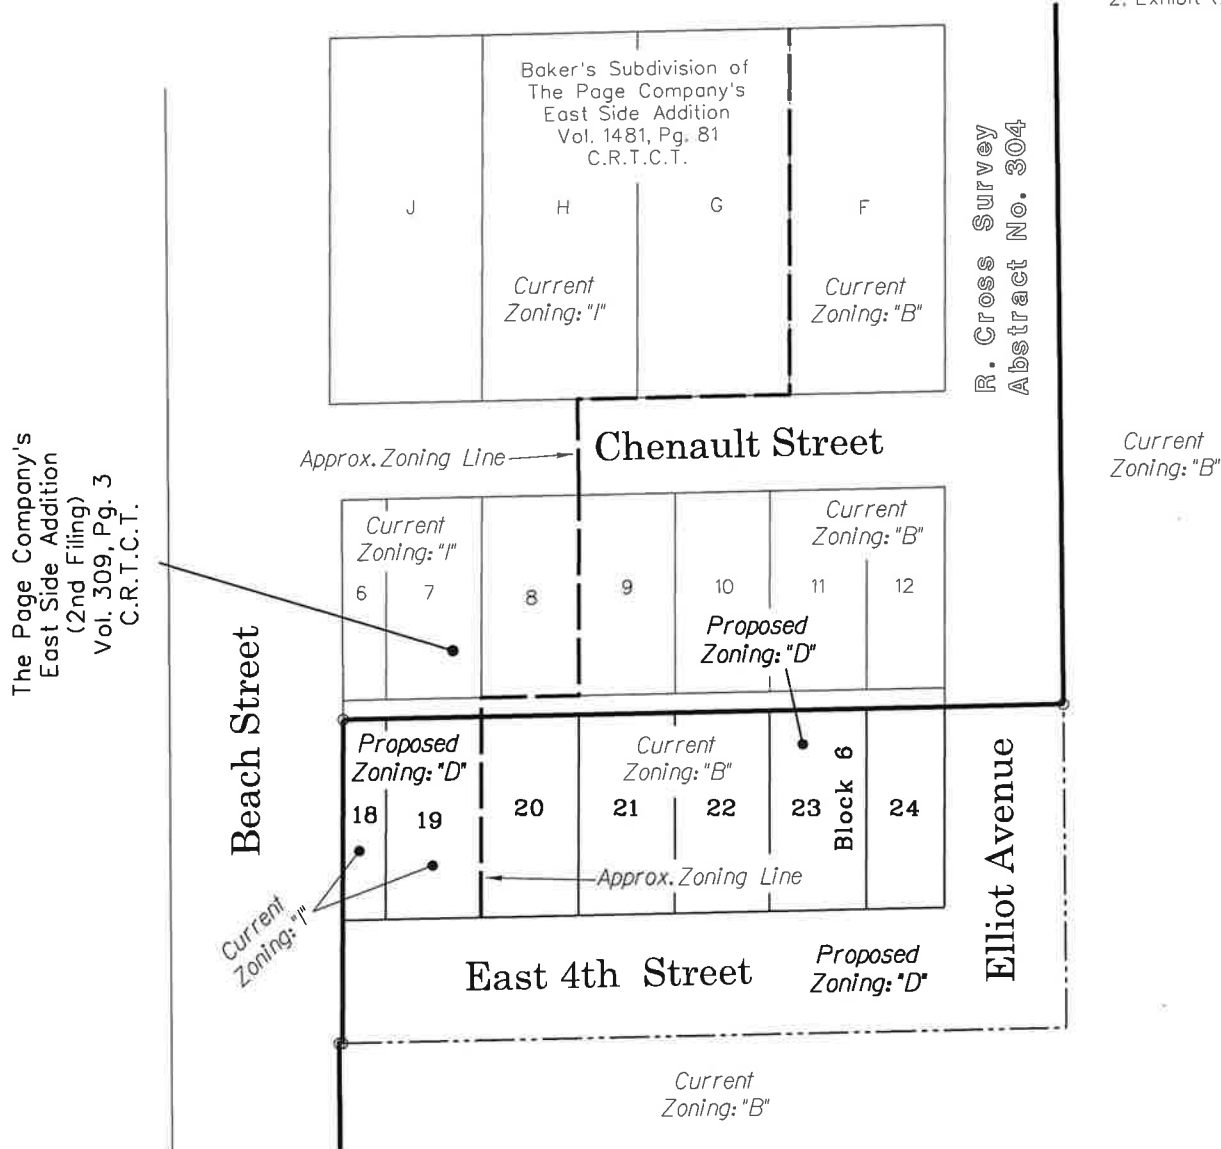 2. Exhibit
Baker's Subdivision of
The Page Company's
East Side Addition
Vol. 1481, Pg. 81
C.R.T.C.T.
J
H
G
F
Current
Zoning: "I"
Current
Zoning: "B"
R. Cross Survey
Abstract No. 304
Chenault Street
Approx. Zoning Line
Current
Zoning: "B"
The Page Company's
East Side Addition
(2nd Filing)
Vol. 309, Pg. 3
C.R.T.C.T.
Current
Zoning: "I"
Current
Zoning: "B"
6
7
8
9
10
11
12
Proposed
Zoning: "D"
Beach Street
Proposed
Zoning: "D"
Current
Zoning: "B"
18
19
20
21
22
23
Block 6
24
Elliot Avenue
Approx. Zoning Line
Current
Zoning: "I"
East 4th Street
Proposed
Zoning: "D"
Current
Zoning: "B"